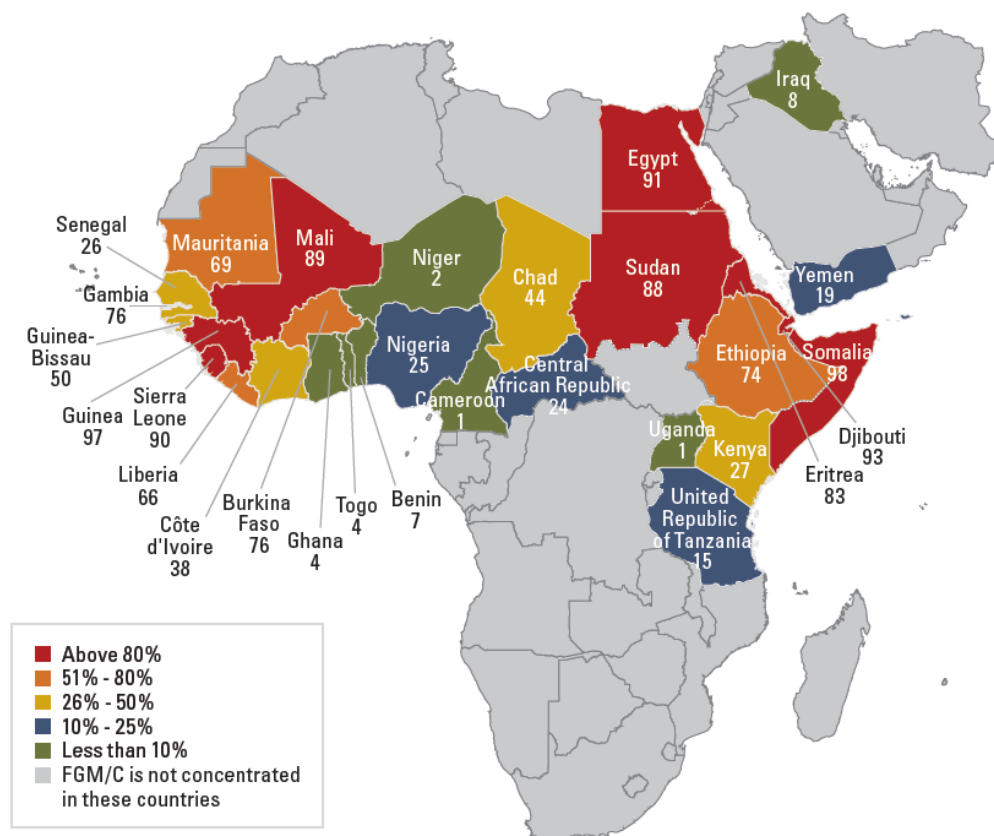 Iraq
8
Egypt
91
Senegal
26
Mauritania
69
Mali
89
Niger
2
Chad
44
Sudan
88
Yemen
19
Gambia
76
Guinea-
Bissau
50
Nigeria
25
Ethiopia
74
Somalia
98
Central
African Republic
24
Cameroon
1
Uganda
1
Kenya
27
Guinea
97
Sierra
Leone
90
Djibouti
93
Eritrea
83
Liberia
66
Côte
d'Ivoire
38
Burkina
Faso
76
Ghana
4
Togo
4
Benin
7
United
Republic
of Tanzania
15
Above 80%
51% - 80%
26% - 50%
10% - 25%
Less than 10%
FGM/C is not concentrated
in these countries